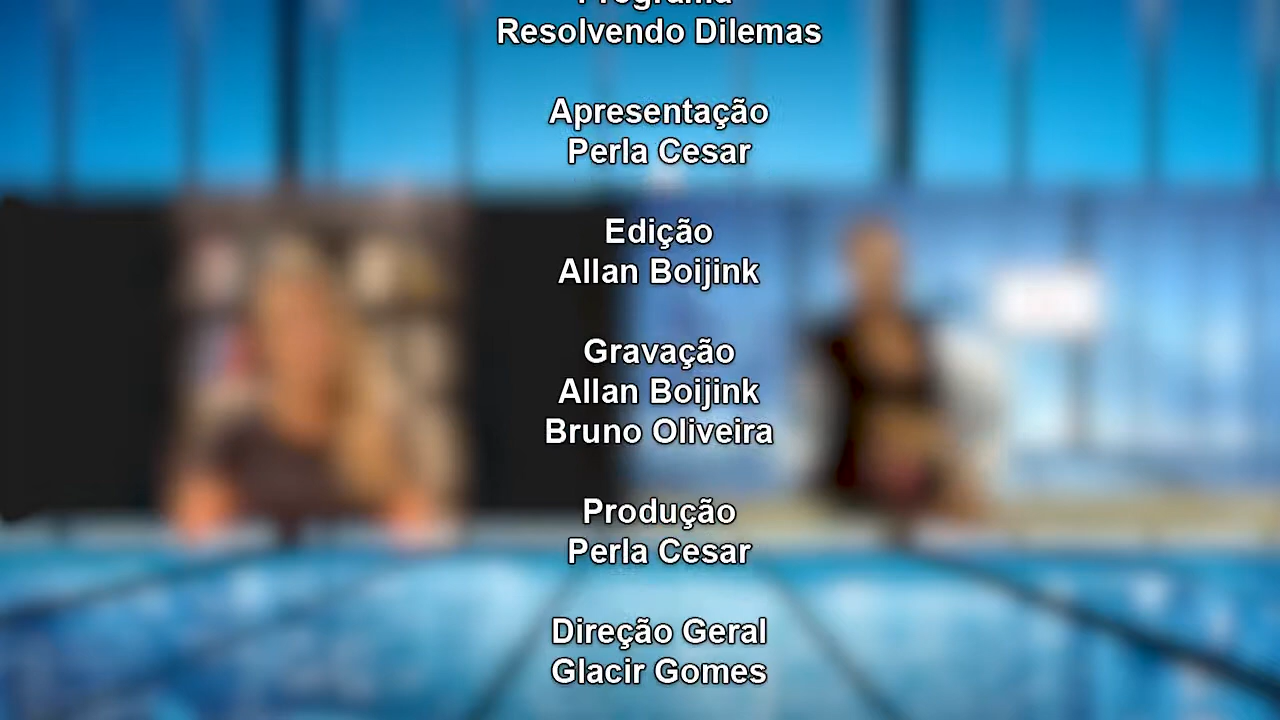 Programa
Resolvendo Dilemas
Apresentação
Perla Cesar
Edição
Allan Boijink
Gravação
Allan Boijink
Bruno Oliveira
Produção
Perla Cesar
Direção Geral
Glacir Gomes